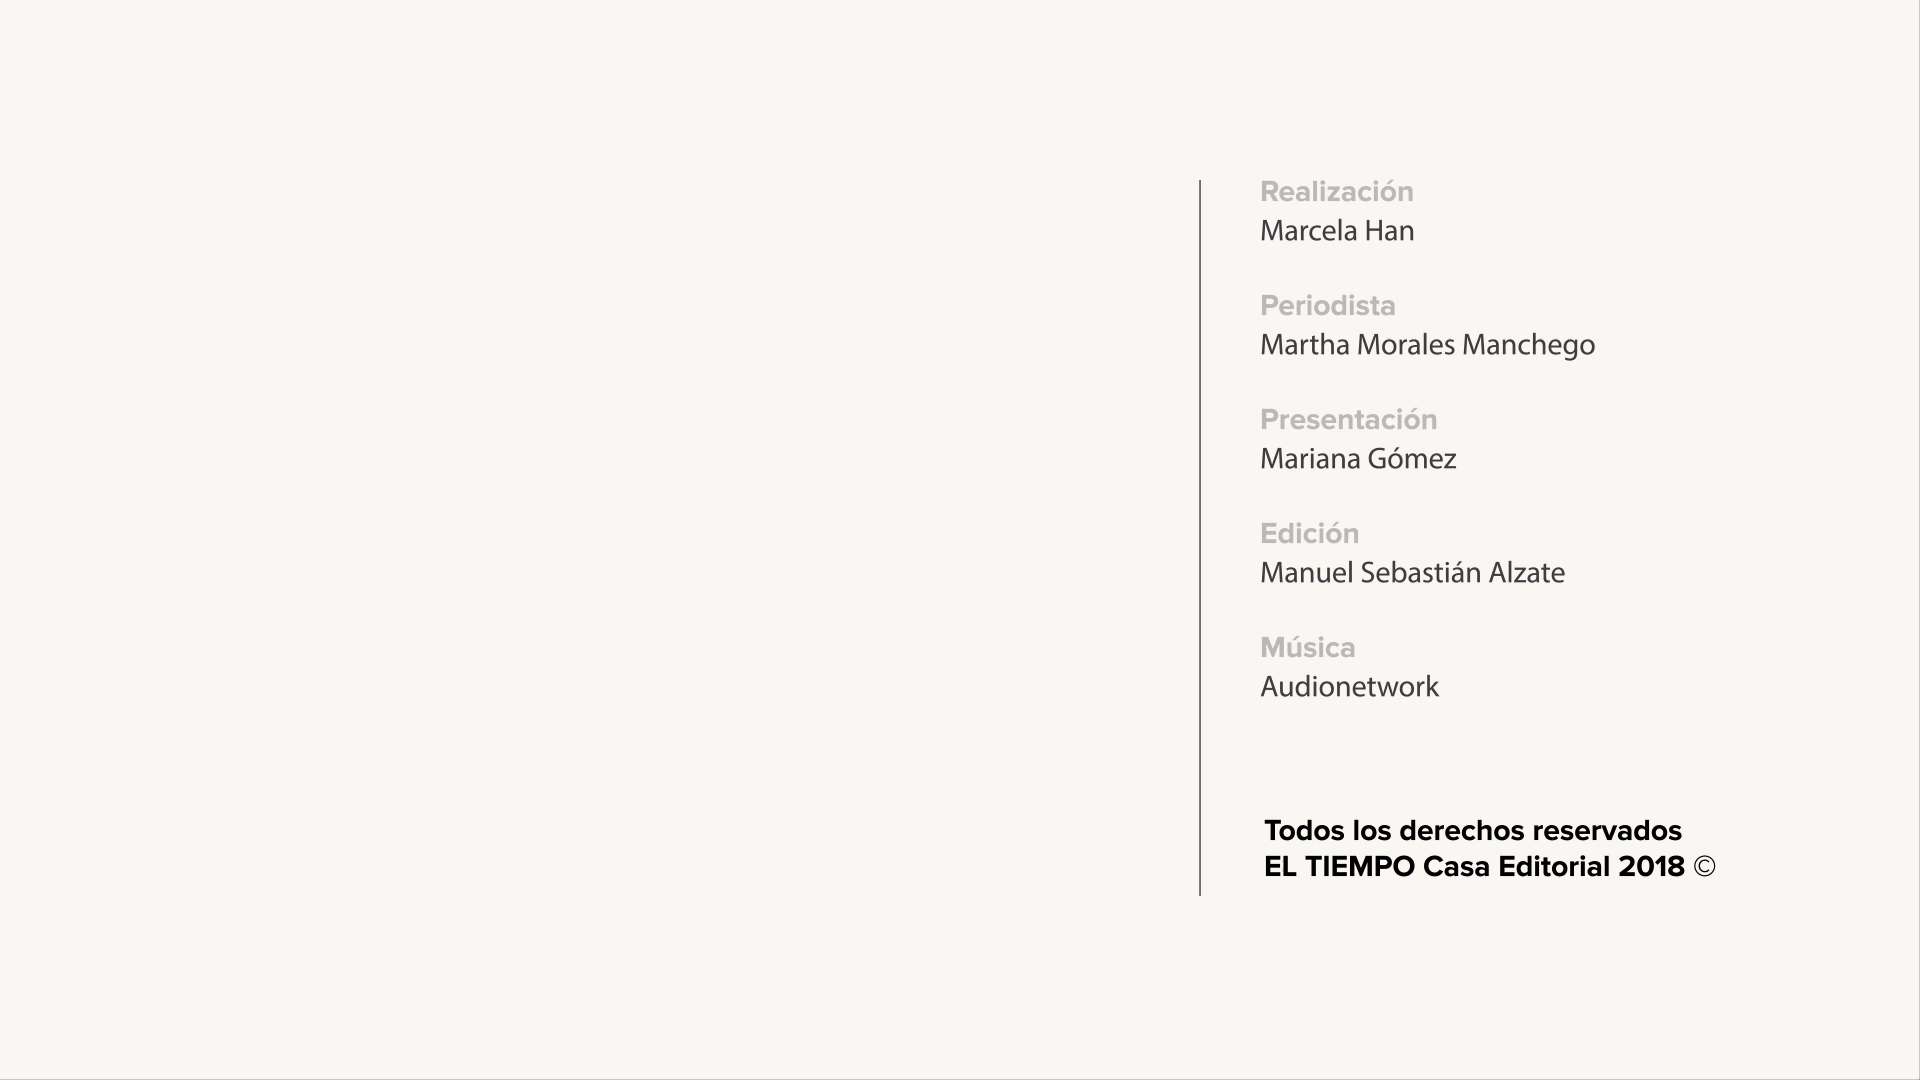 Realización
Marcela Han
Periodista
Martha Morales Manchego
Presentación
Mariana Gómez
Edición
Manuel Sebastián Alzate
Música
Audionetwork
Todos los derechos reservados
EL TIEMPO Casa Editorial 2018 ©